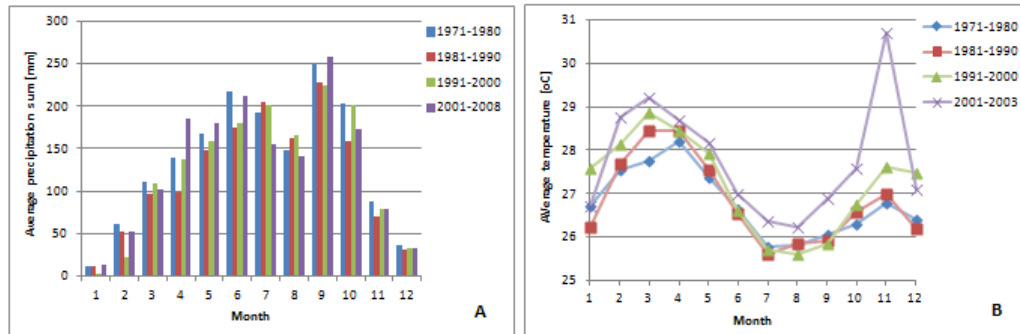 300
250
200
150
100
50
0
Average precipitation sum [mm]
1 2 3 4 5 6 7 8 9 10 11 12
Month
1971-1980
1981-1990
1991-2000
2001-2008
A
31
30
29
28
27
26
25
AVerage temperature [oC]
1 2 3 4 5 6 7 8 9 10 11 12
Month
1971-1980
1981-1990
1991-2000
2001-2003
B